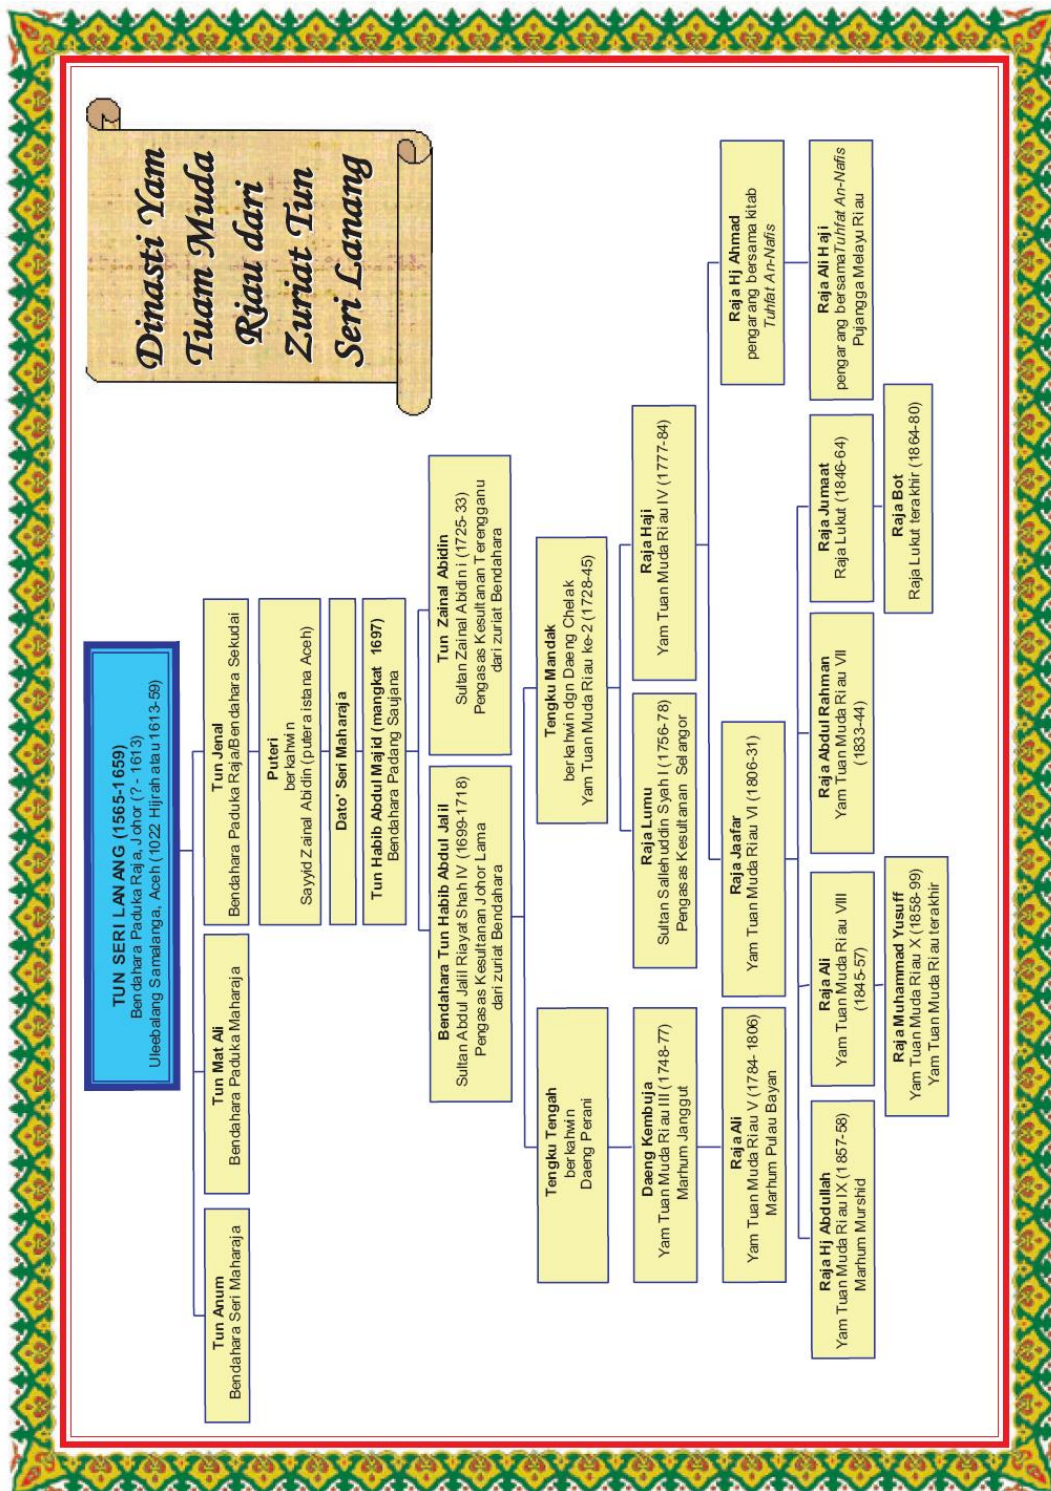 Dinasti Yam
Tuam Muda
Riau dari
Zuriat Tun
Seri Lanang
TUN SERI LANANG (1565-1659)
Bendahara Paduka Raja, Johor (? - 1613)
Uleebalang Samalanga, Aceh (1022 Hijrah atau 1613-59)
Tun Anum
Bendahara Seri Maharaja
Tun Mat Ali
Bendahara Paduka Maharaja
Tun Jenal
Bendahara Paduka Raja/Bendahara Sekudai
Puteri
berkahwin
Sayyid Zainal Abidin (putera istana Aceh)
Dato' Seri Maharaja
Tun Habib Abdul Majid (mangkat 1697)
Bendahara Padang Saujana
Bendahara Tun Habib Abdul Jalil
Sultan Abdul Jalil Riayat Shah IV (1699-1718)
Pengasas Kesultanan Johor Lama
dari zuriat Bendahara
Tun Zainal Abidin
Sultan Zainal Abidin i (1725-33)
Pengasas Kesultanan Terengganu
dari zuriat Bendahara
Tengku Tengah
berkahwin
Daeng Perani
Tengku Mandak
berkahwin dgn Daeng Chelak
Yam Tuan Muda Riau ke-2 (1728-45)
Daeng Kembuja
Yam Tuan Muda Riau III (1748-77)
Marhum Janggut
Raja Lumu
Sultan Sallehuddin Syah I (1756-78)
Pengasas Kesultanan Selangor
Raja Haji
Yam Tuan Muda Riau IV (1777-84)
Raja Ali
Yam Tuan Muda Riau V (1784- 1806)
Marhum Pulau Bayan
Raja Jaafar
Yam Tuan Muda Riau VI (1806-31)
Raja Hj Ahmad
pengarang bersama kitab
Tuhfat An-Nafis
Raja Hj Abdullah
Yam Tuan Muda Riau IX (1857-58)
Marhum Murshid
Raja Ali
Yam Tuan Muda Riau VIII
(1845-57)
Raja Abdul Rahman
Yam Tuan Muda Riau VII
(1833-44)
Raja Jumaat
Raja Lukut (1846-64)
Raja Ali Haji
pengarang bersama Tuhfat An-Nafis
Pujangga Melayu Riau
Raja Muhammad Yusuff
Yam Tuan Muda Riau X (1858-99)
Yam Tuan Muda Riau terakhir
Raja Bot
Raja Lukut terakhir (1864-80)